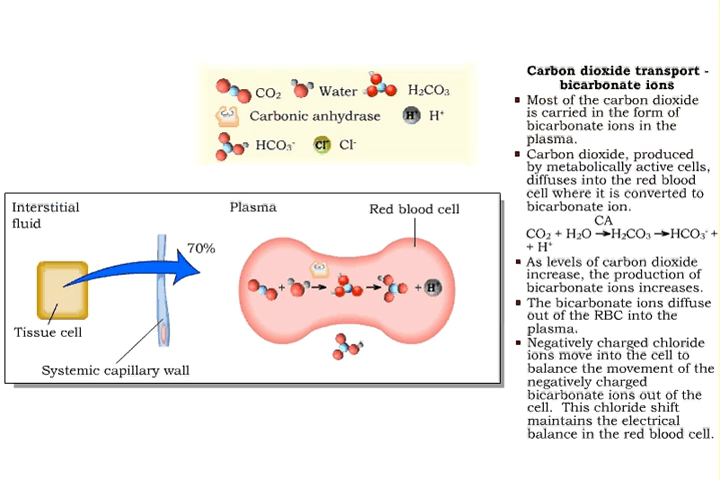 CO₂ Water H₂CO₃
Carbonic anhydrase H⁺ H⁺
HCO₃⁻ Cl⁻ Cl⁻
Interstitial
fluid
Plasma
Red blood cell
70%
+ + H⁺
Tissue cell
Systemic capillary wall
Carbon dioxide transport -
bicarbonate ions
▪ Most of the carbon dioxide
is carried in the form of
bicarbonate ions in the
plasma.
▪ Carbon dioxide, produced
by metabolically active cells,
diffuses into the red blood
cell where it is converted to
bicarbonate ion.
CA
CO₂ + H₂O →H₂CO₃ →HCO₃⁻ +
+ H⁺
▪ As levels of carbon dioxide
increase, the production of
bicarbonate ions increases.
▪ The bicarbonate ions diffuse
out of the RBC into the
plasma.
▪ Negatively charged chloride
ions move into the cell to
balance the movement of the
negatively charged
bicarbonate ions out of the
cell. This chloride shift
maintains the electrical
balance in the red blood cell.